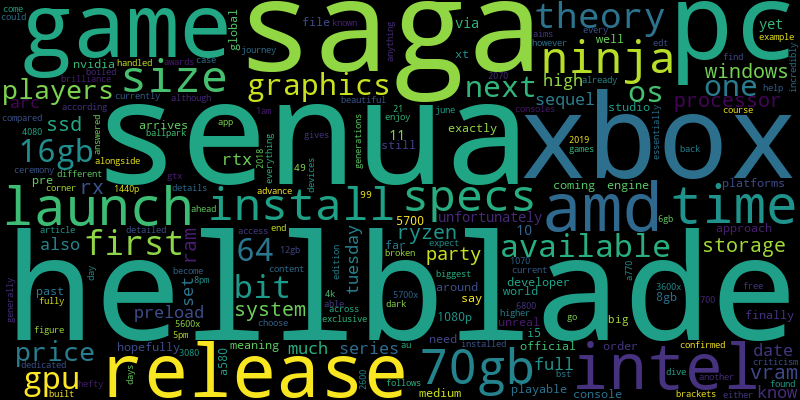 game saga pc
theory
ninja
size
players
graphics
next
high
windows
one
os
processor
sequel
studio
nvidia
file
known
via
xt
well
yet
example
come
could
global
journey
anything
aims
however
every
edt
case
handled
brilliance
awards
boiled
although
according
arc
incredibly
find
help
already
course
2070
consoles
beautiful
currently
compared
4080
ssd
16gb
senua
xbox
arrives
ballpark
answered
app
1am
21
june
enjoy
still
11
exactly
generations
2018
everything
gives
49
devices
rtx
rx
pre
different
alongside
ceremony
corner
gtx
1440p
details
advance
99
launch
install
specs
amd
time
coming
engine
platforms
unfortunately
5700
ryzen
10
6gb
2019
games
back
essentially
first
ram
64
bit
also
ahead
article
detailed
end
access
12gb
tuesday
far
broken
expect
biggest
party
available
storage
developer
world
1070
current
a770
3600x
8gb
700
free
approach
hellblade
day
past
fully
figure
generally
set
become
8pm
preload
system
content
edition
4k
able
exclusive
across
5700x
dark
around
say
medium
higher
1080p
unreal
6800
go
big
finally
i5
official
bst
playable
console
order
need
installed
series
much
meaning
choose
hopefully
3080
a580
2600
follows
au
5600x
5pm
days
dedicated
hefty
built
price
gpu
release
70gb
full
intel
date
vram
know
confirmed
criticism
dive
found
another
either
brackets